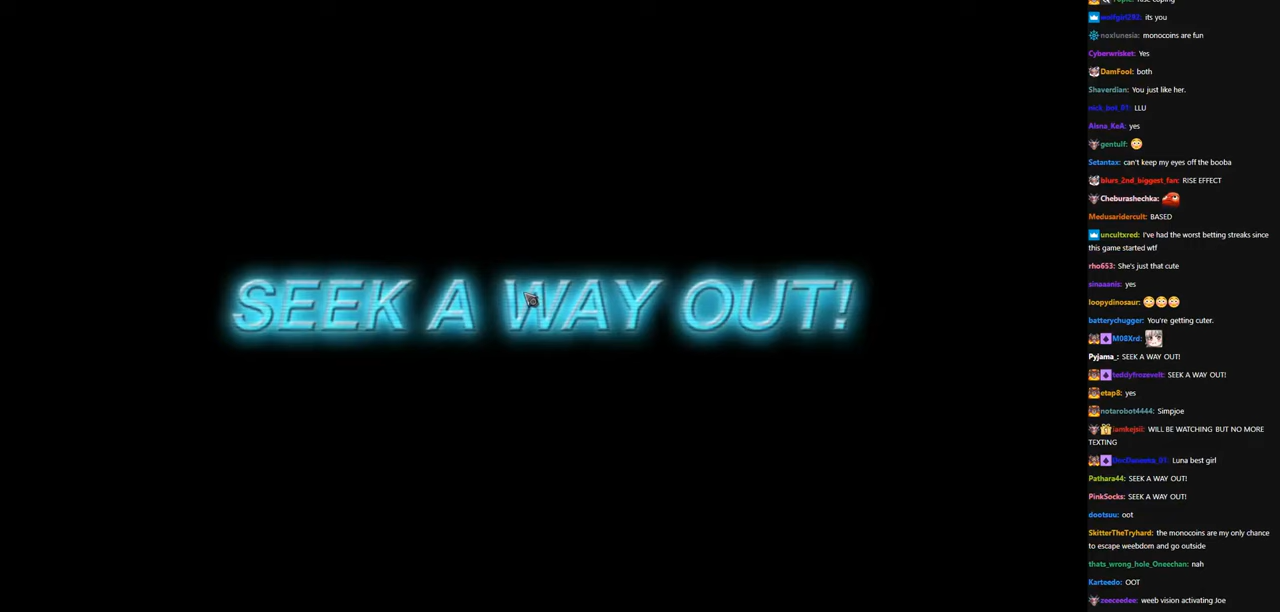 SEEK A WAY OUT!
its you
noxlunesia: monocoins are fun
Cyberwrisket: Yes
DamFool: both
Shaverdian: You just like her.
nick_boi_01: LLU
Aisna_KeA: yes
gentulf:
Setantax: can't keep my eyes off the booba
blurs_2nd_biggest_fan: RISE EFFECT
Cheburashechka:
Medusaridercult: BASED
uncultxred: I've had the worst betting streaks since
this game started wtf
rho653: She's just that cute
sinaaanis: yes
loopydinosaur:
batterychugger: You're getting cuter.
M08Xrd:
Pyjama_: SEEK A WAY OUT!
teddyfrozevelt: SEEK A WAY OUT!
etap8: yes
notarobot4444: Simpjoe
iamkejsii: WILL BE WATCHING BUT NO MORE
TEXTING
Luna best girl
Pathara44: SEEK A WAY OUT!
PinkSocks: SEEK A WAY OUT!
dootsuu: oot
SkitterTheTryhard: the monocoins are my only chance
to escape weebdom and go outside
thats_wrong_hole_Oneechan: nah
Karteedo: OOT
zeeceedee: weeb vision activating Joe